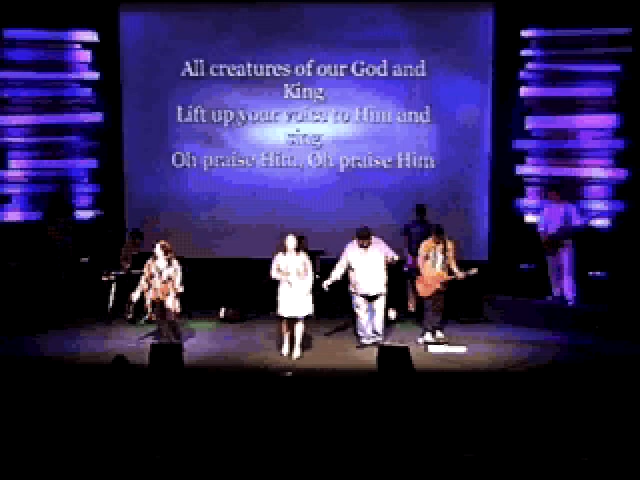 All creatures of our God and
King
Lift up your voice to Him and
sing
Oh praise Him, Oh praise Him